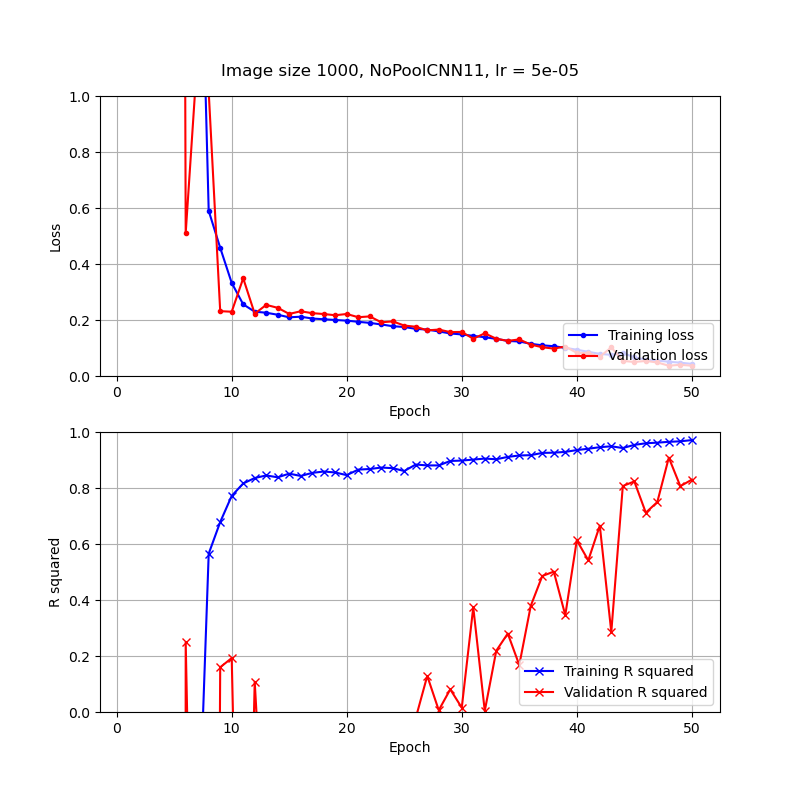 Image size 1000, NoPoolCNN11, lr = 5e-05
1.0
0.8
0.6
0.4
0.2
0.0
Loss
Training loss
Validation loss
0 10 20 30 40 50
Epoch
1.0
0.8
0.6
0.4
0.2
0.0
R squared
Training R squared
Validation R squared
0 10 20 30 40 50
Epoch